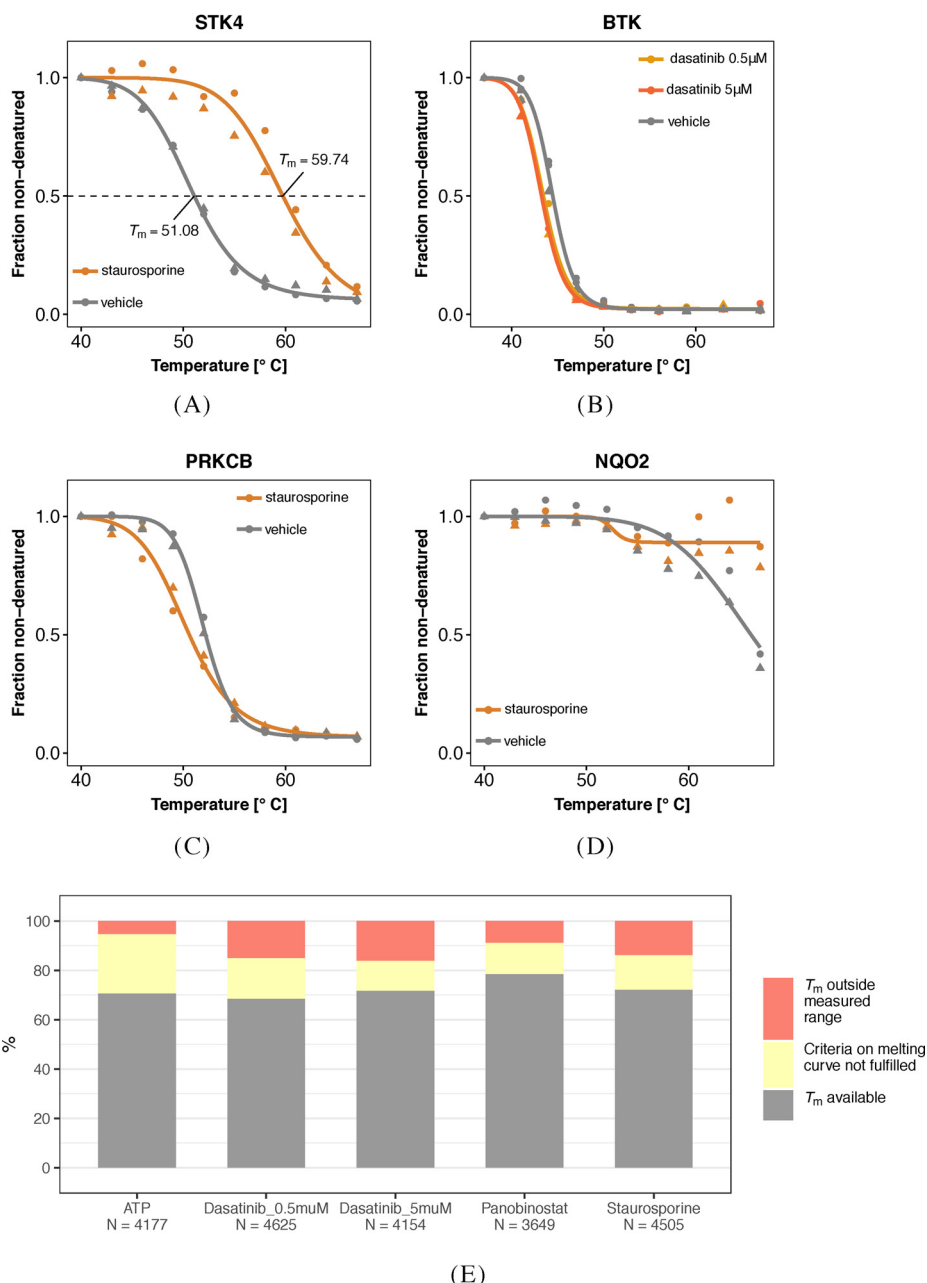 STK4
Fraction non−denatured
1.0
0.5
0.0
Tm = 59.74
Tm = 51.08
staurosporine
vehicle
40 50 60
Temperature [° C]
(A)
BTK
Fraction non−denatured
1.0
0.5
0.0
dasatinib 0.5µM
dasatinib 5µM
vehicle
40 50 60
Temperature [° C]
(B)
PRKCB
Fraction non−denatured
1.0
0.5
0.0
staurosporine
vehicle
40 50 60
Temperature [° C]
(C)
NQO2
Fraction non−denatured
1.0
0.5
0.0
staurosporine
vehicle
40 50 60
Temperature [° C]
(D)
%
100
80
60
40
20
0
ATP
N = 4177
Dasatinib_0.5muM
N = 4625
Dasatinib_5muM
N = 4154
Panobinostat
N = 3649
Staurosporine
N = 4505
Tm outside
measured
range
Criteria on melting
curve not fulfilled
Tm available
(E)